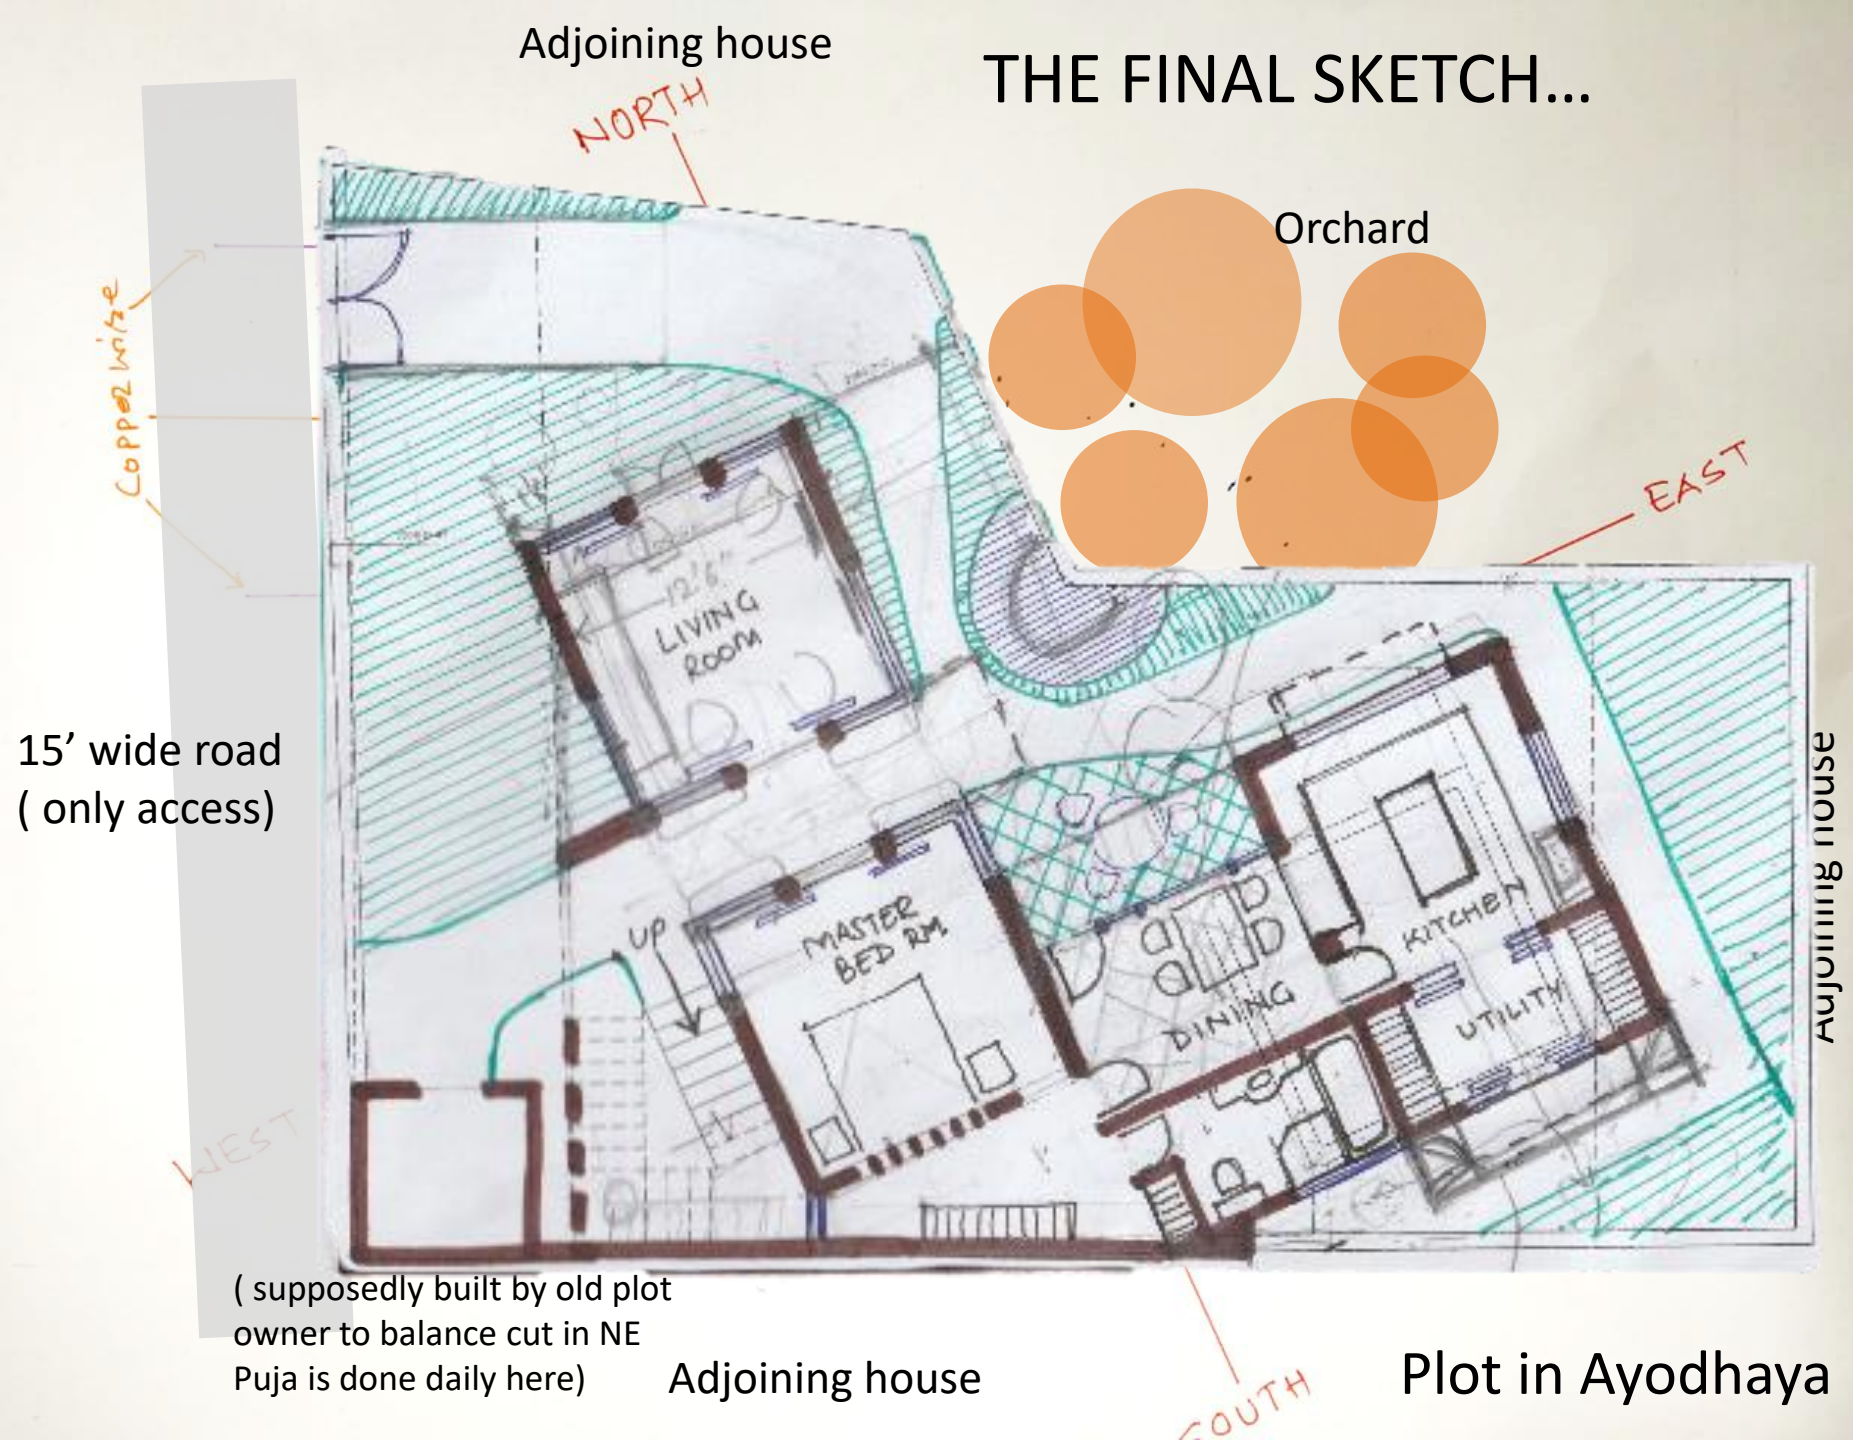 Adjoining house
THE FINAL SKETCH...
NORTH
Orchard
Copper wire
EAST
12'6"
LIVING
ROOM
15’ wide road
( only access)
Adjoining house
UP
MASTER
BED RM.
KITCHEN
DINING
UTILITY
WEST
( supposedly built by old plot
owner to balance cut in NE
Puja is done daily here)
Adjoining house
Plot in Ayodhaya
SOUTH